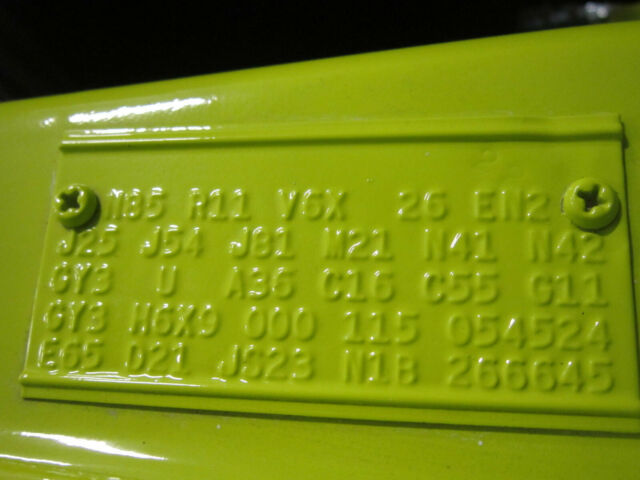 M85 R11 V6X 26 EN2
J25 J54 J81 M21 N41 N42
GY3 U A36 C16 C55 G11
GY3 H6X9 000 115 054524
E65 D21 JS23 N1B 266645